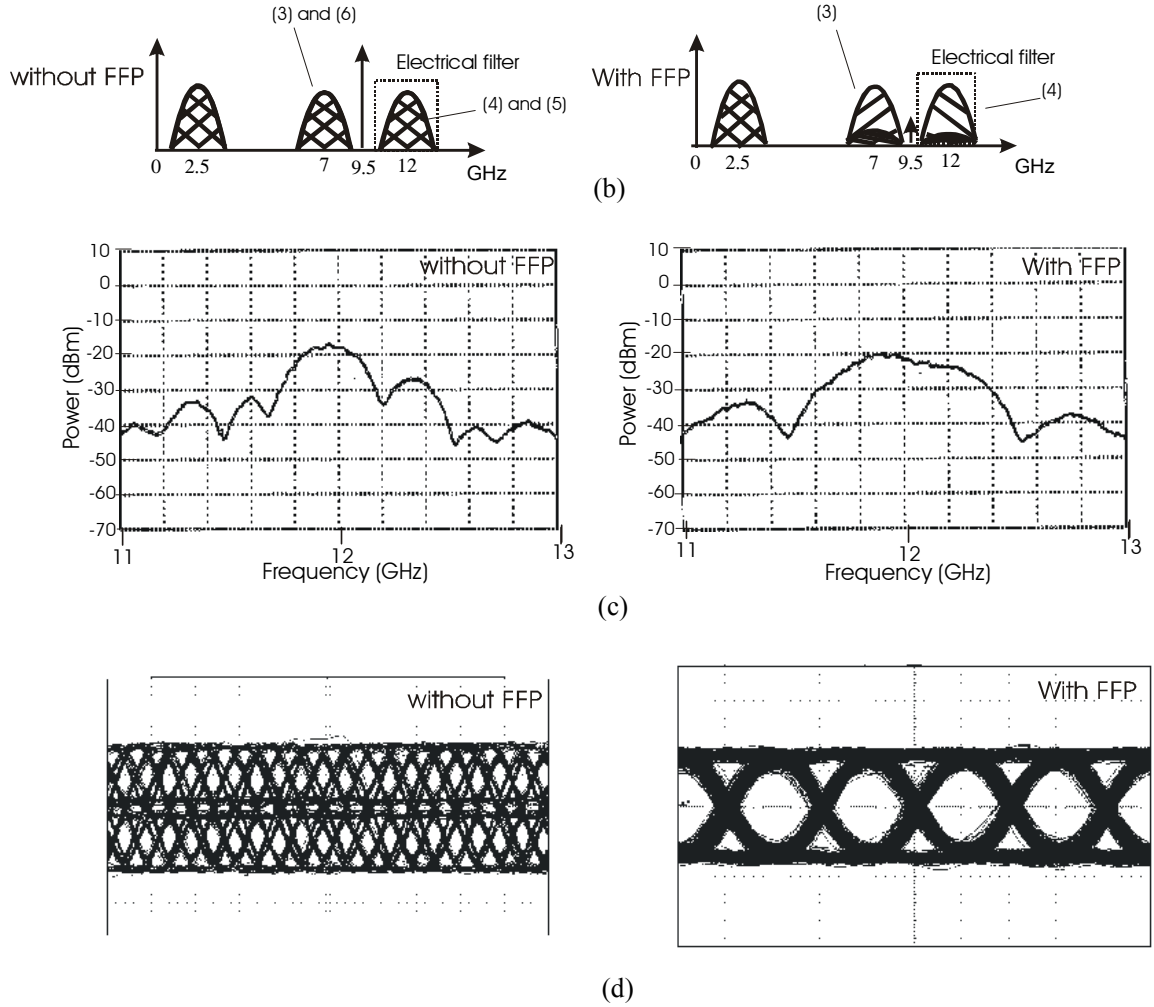 (3) and (6)
without FFP
Electrical filter
(4) and (5)
0 2.5 7 9.5 12 GHz
(3)
With FFP
Electrical filter
(4)
0 2.5 7 9.5 12 GHz
(b)
without FFP
Power (dBm)
10
0
-10
-20
-30
-40
-50
-60
-70
11 12 13
Frequency (GHz)
With FFP
Power (dBm)
10
0
-10
-20
-30
-40
-50
-60
-70
11 12 13
Frequency (GHz)
(c)
without FFP
With FFP
(d)